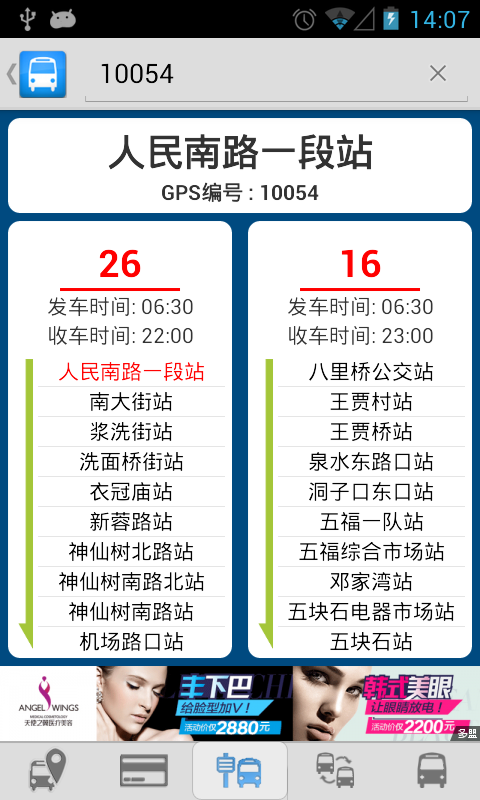 14:07
10054
人民南路一段站
GPS编号 : 10054
26
发车时间: 06:30
收车时间: 22:00
人民南路一段站
南大街站
浆洗街站
洗面桥街站
衣冠庙站
新蓉路站
神仙树北路站
神仙树南路北站
神仙树南路站
机场路口站
16
发车时间: 06:30
收车时间: 23:00
八里桥公交站
王贾村站
王贾桥站
泉水东路口站
洞子口东口站
五福一队站
五福综合市场站
邓家湾站
五块石电器市场站
五块石站
ANGEL WINGS
MEDICAL COSMETOLOGY
天使之翼医疗美容
丰下巴
给脸型加V!
活动价仅2880元
韩式美眼
让眼睛放电!
活动价仅2200元
多盟